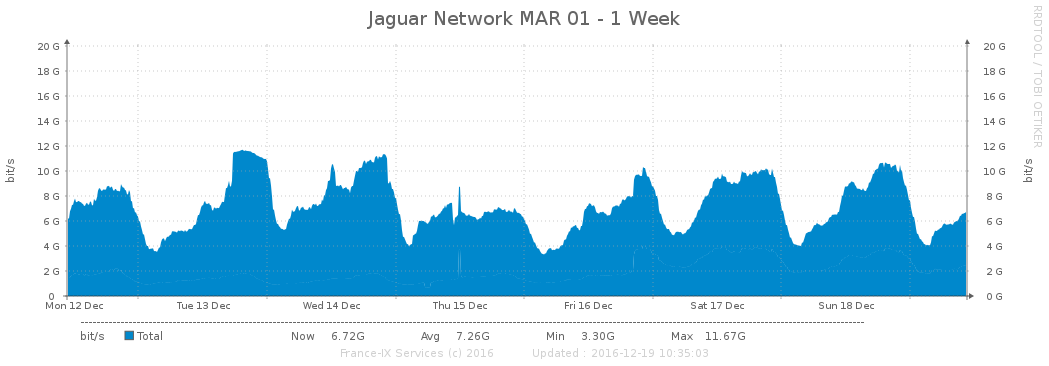 Jaguar Network MAR 01 - 1 Week
RRDTOOL / TOBI OETIKER
bit/s
bit/s
20 G 20 G
18 G 18 G
16 G 16 G
14 G 14 G
12 G 12 G
10 G 10 G
8 G 8 G
6 G 6 G
4 G 4 G
2 G 2 G
0 0 G
Mon 12 Dec Tue 13 Dec Wed 14 Dec Thu 15 Dec Fri 16 Dec Sat 17 Dec Sun 18 Dec
bit/s Total Now 6.72G Avg 7.26G Min 3.30G Max 11.67G
France-IX Services (c) 2016 Updated : 2016-12-19 10:35:03